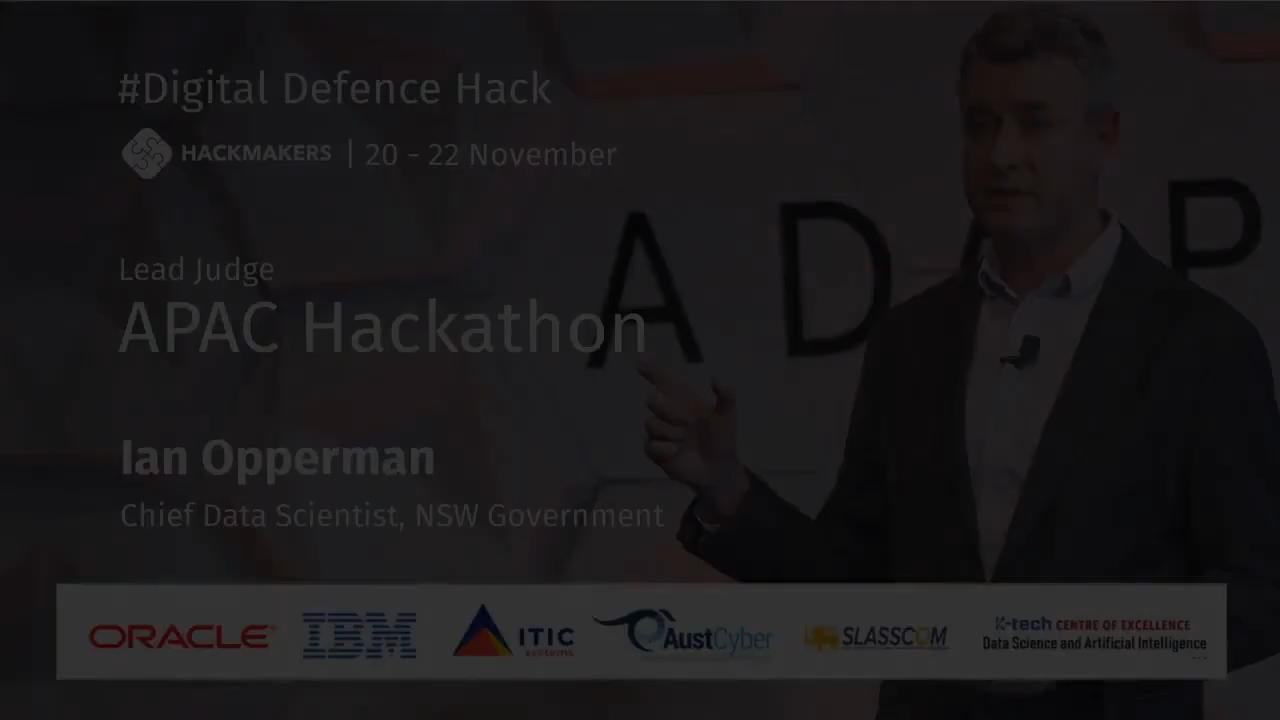 #Digital Defence Hack
HACKMAKERS | 20 - 22 November
A D A P
Lead Judge
APAC Hackathon
Ian Opperman
Chief Data Scientist, NSW Government
ORACLE IBM ITIC systems AustCyber SLASSCOM K-tech CENTRE OF EXCELLENCE
Data Science and Artificial Intelligence